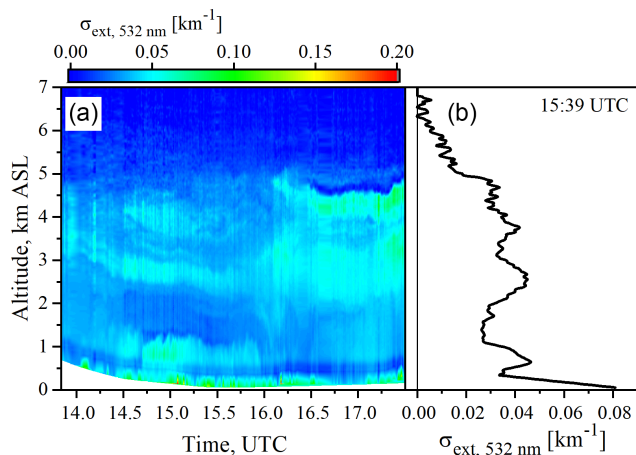 σext, 532 nm [km-1]
0.00 0.05 0.10 0.15 0.20
(a)
(b)
15:39 UTC
Altitude, km ASL
7
6
5
4
3
2
1
0
14.0 14.5 15.0 15.5 16.0 16.5 17.0
0.00 0.02 0.04 0.06 0.08
Time, UTC
σext, 532 nm [km-1]